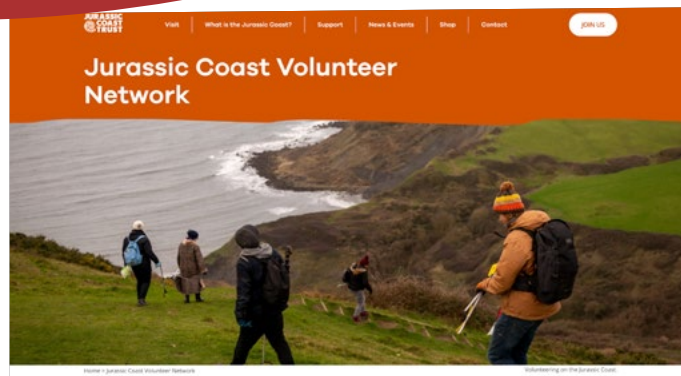 JURASSIC
COAST
TRUST
Visit
What is the Jurassic Coast?
Support
News & Events
Shop
Contact
JOIN US
Jurassic Coast Volunteer
Network
Home > Jurassic Coast Volunteer Network
Volunteering on the Jurassic Coast